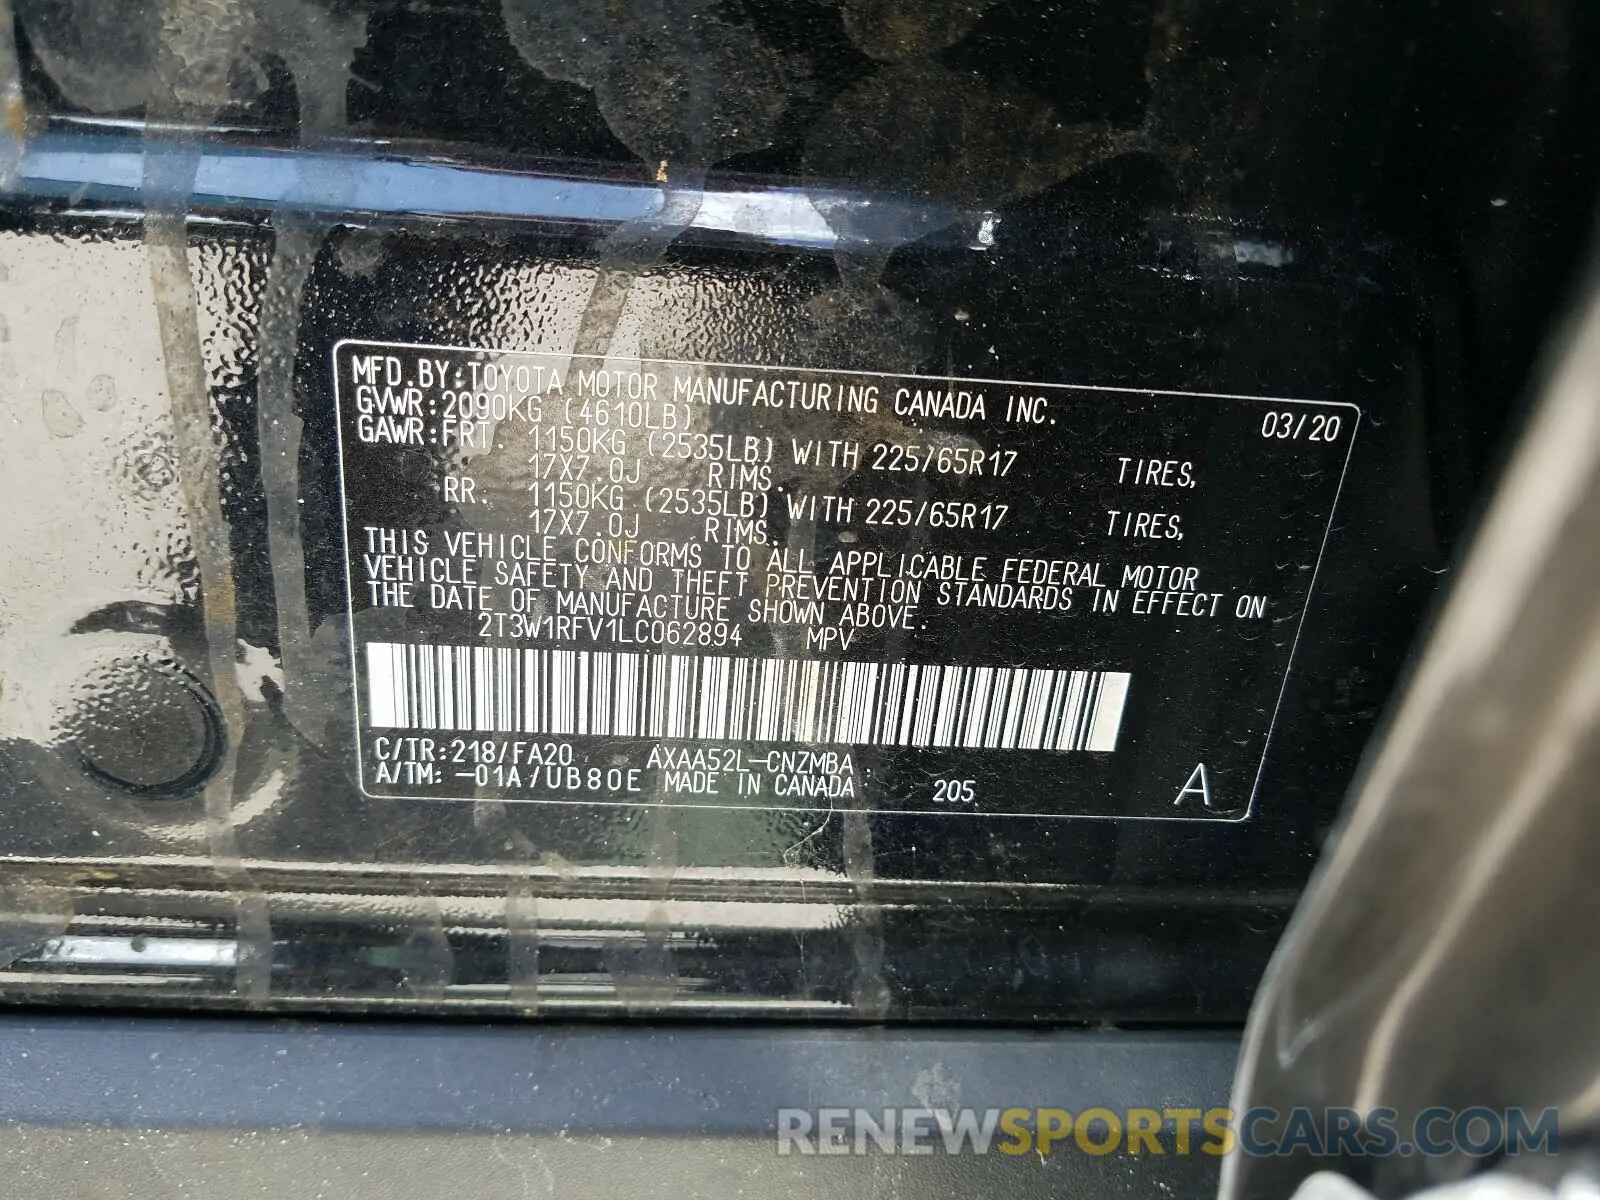 MFD.BY:TOYOTA MOTOR MANUFACTURING CANADA INC. 03/20
GVWR:2090KG (4610LB)
GAWR:FRT. 1150KG (2535LB) WITH 225/65R17 TIRES,
17X7.0J RIMS.
RR. 1150KG (2535LB) WITH 225/65R17 TIRES,
17X7.0J RIMS.
THIS VEHICLE CONFORMS TO ALL APPLICABLE FEDERAL MOTOR
VEHICLE SAFETY AND THEFT PREVENTION STANDARDS IN EFFECT ON
THE DATE OF MANUFACTURE SHOWN ABOVE.
2T3W1RFV1LC062894 MPV
C/TR:218/FA20 AXAA52L-CNZMBA
A/TM: -01A/UB80E MADE IN CANADA 205 A
RENEWSPORTSCARS.COM